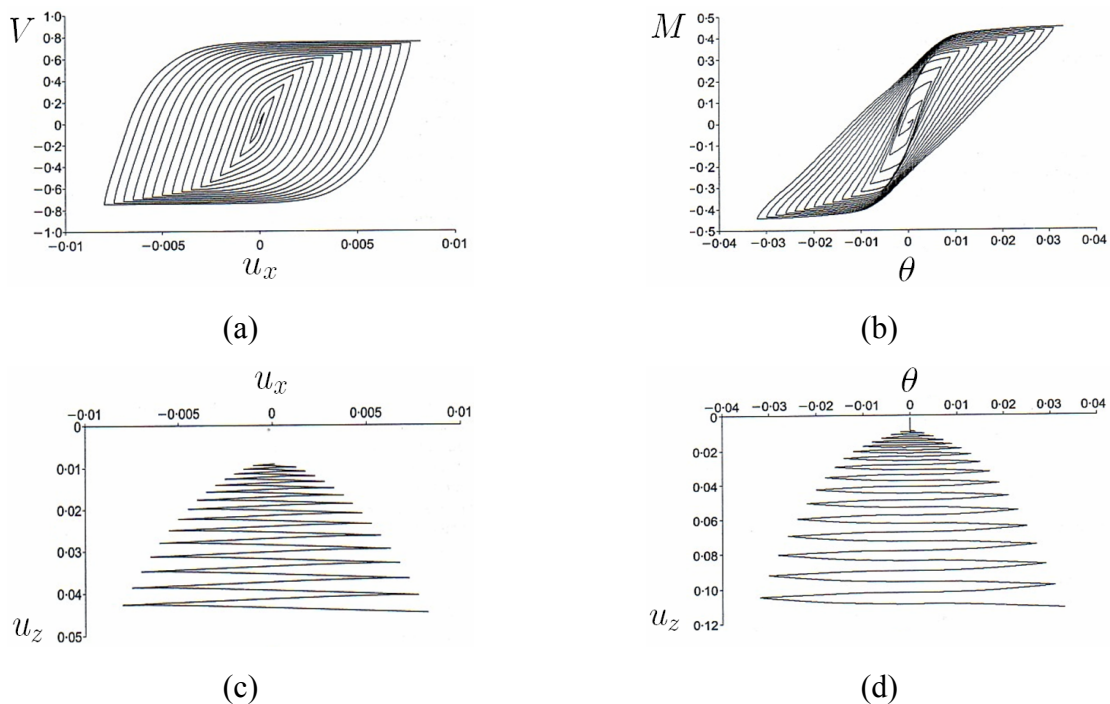 V
1·0
0·8
0·6
0·4
0·2
0
−0·2
−0·4
−0·6
−0·8
−1·0
−0·01 −0·005 0 0·005 0·01
u_x
(a)
M
0·5
0·4
0·3
0·2
0·1
0
−0·1
−0·2
−0·3
−0·4
−0·5
−0·04 −0·03 −0·02 −0·01 0 0·01 0·02 0·03 0·04
θ
(b)
u_x
−0·01 −0·005 0 0·005 0·01
0
0·01
0·02
0·03
0·04
0·05
u_z
(c)
θ
−0·04 −0·03 −0·02 −0·01 0 0·01 0·02 0·03 0·04
0
0·02
0·04
0·06
0·08
0·10
0·12
u_z
(d)